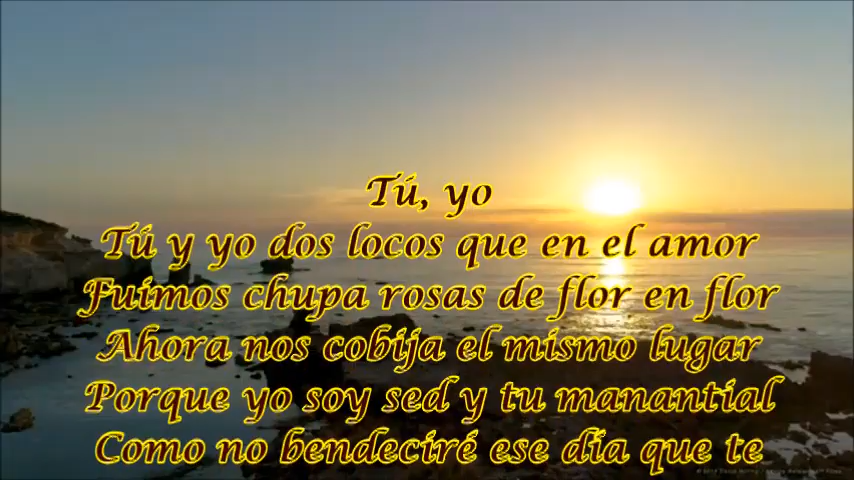 Tú, yo
Tú y yo dos locos que en el amor
Fuimos chupa rosas de flor en flor
Ahora nos cobija el mismo lugar
Porque yo soy sed y tu manantial
Como no bendeciré ese día que te